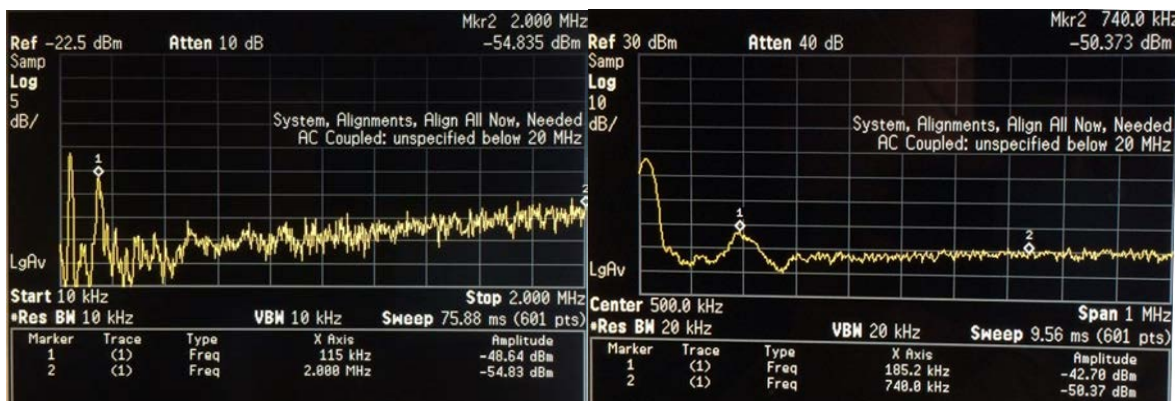 Mkr2 2.000 MHz
Ref -22.5 dBm Atten 10 dB -54.835 dBm
Samp
Log
5
dB/
System, Alignments, Align All Now, Needed
AC Coupled: unspecified below 20 MHz
1
2
LgAv
Start 10 kHz Stop 2.000 MHz
•Res BW 10 kHz VBW 10 kHz Sweep 75.88 ms (601 pts)
Marker Trace Type X Axis Amplitude
1 (1) Freq 115 kHz -48.64 dBm
2 (1) Freq 2.000 MHz -54.83 dBm
Mkr2 740.0 kHz
Ref 30 dBm Atten 40 dB -50.373 dBm
Samp
Log
10
dB/
System, Alignments, Align All Now, Needed
AC Coupled: unspecified below 20 MHz
1
2
LgAv
Center 500.0 kHz Span 1 MHz
•Res BW 20 kHz VBW 20 kHz Sweep 9.56 ms (601 pts)
Marker Trace Type X Axis Amplitude
1 (1) Freq 185.2 kHz -42.70 dBm
2 (1) Freq 740.0 kHz -50.37 dBm